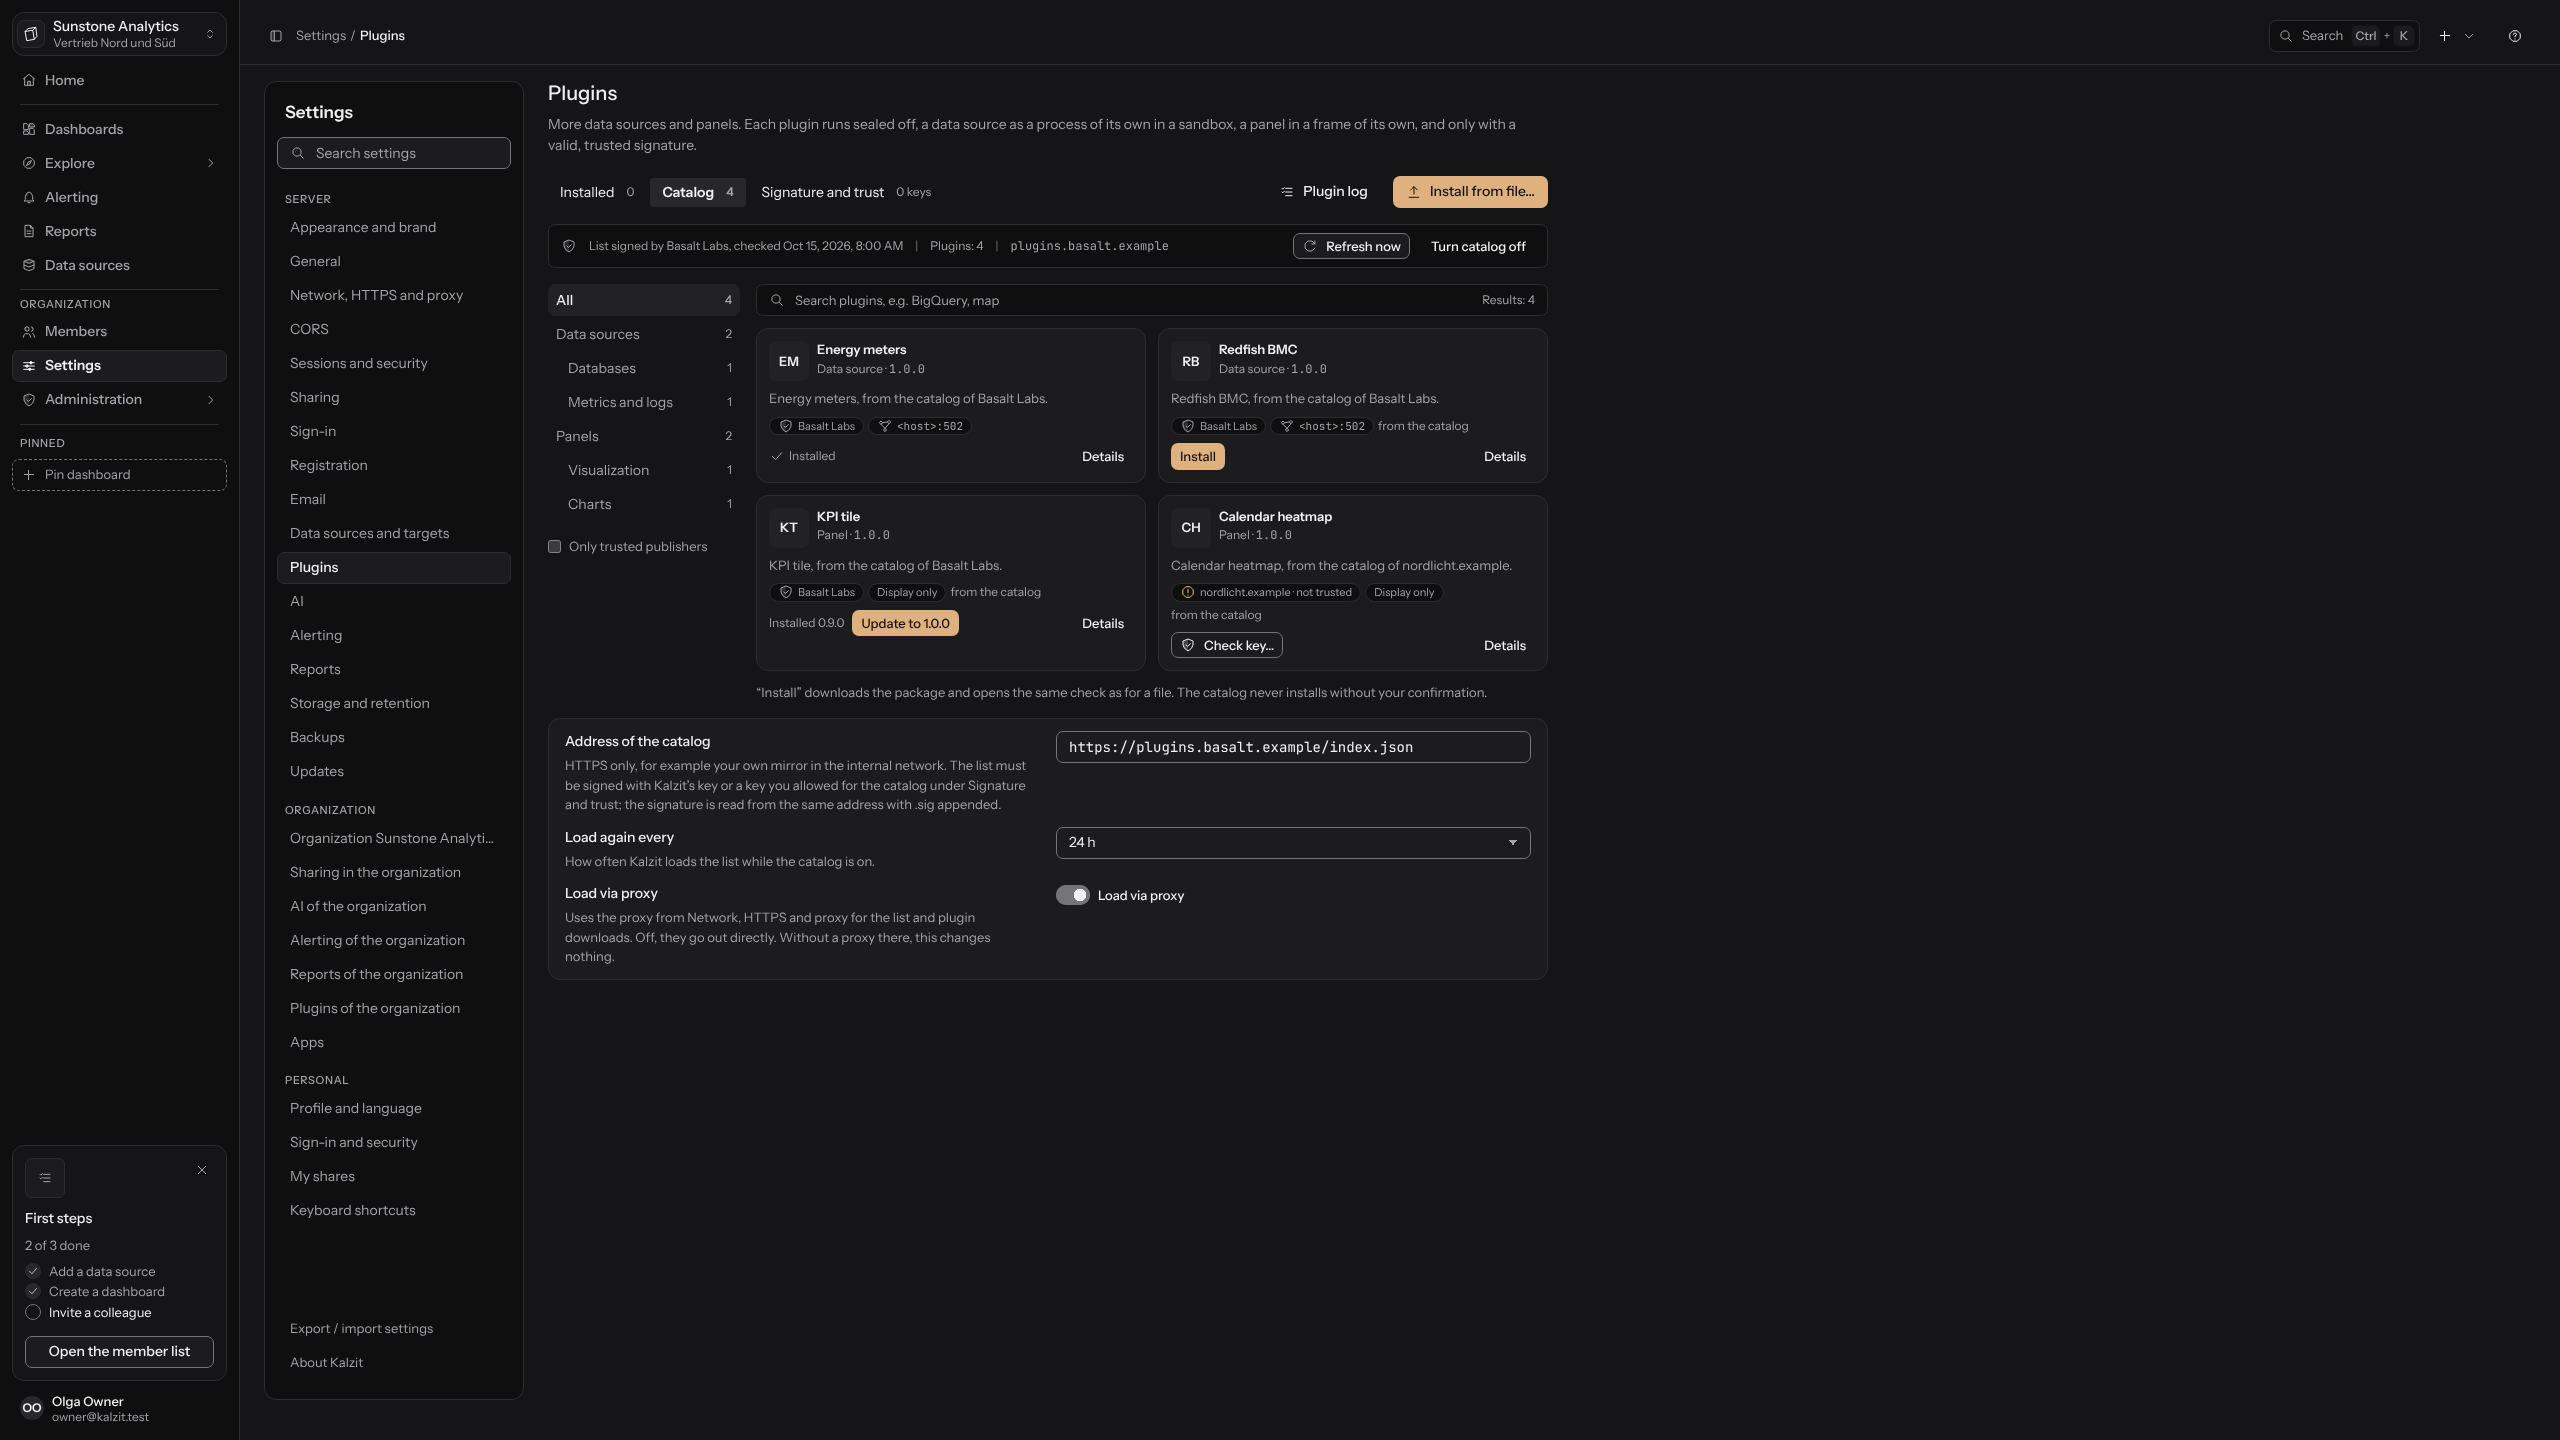 Sunstone Analytics
Vertrieb Nord und Süd
Home
Dashboards
Explore
Alerting
Reports
Data sources
ORGANIZATION
Members
Settings
Administration
PINNED
Pin dashboard
First steps
2 of 3 done
Add a data source
Create a dashboard
Invite a colleague
Open the member list
OO
Olga Owner
owner@kalzit.test
Settings / Plugins
Search Ctrl + K
Settings
Search settings
SERVER
Appearance and brand
General
Network, HTTPS and proxy
CORS
Sessions and security
Sharing
Sign-in
Registration
Email
Data sources and targets
Plugins
AI
Alerting
Reports
Storage and retention
Backups
Updates
ORGANIZATION
Organization Sunstone Analyti...
Sharing in the organization
AI of the organization
Alerting of the organization
Reports of the organization
Plugins of the organization
Apps
PERSONAL
Profile and language
Sign-in and security
My shares
Keyboard shortcuts
Export / import settings
About Kalzit
Plugins
More data sources and panels. Each plugin runs sealed off, a data source as a process of its own in a sandbox, a panel in a frame of its own, and only with a
valid, trusted signature.
Installed 0 Catalog 4 Signature and trust 0 keys
Plugin log Install from file...
List signed by Basalt Labs, checked Oct 15, 2026, 8:00 AM | Plugins: 4 | plugins.basalt.example
Refresh now Turn catalog off
All 4
Data sources 2
Databases 1
Metrics and logs 1
Panels 2
Visualization 1
Charts 1
Only trusted publishers
Search plugins, e.g. BigQuery, map Results: 4
EM
Energy meters
Data source · 1.0.0
Energy meters, from the catalog of Basalt Labs.
Basalt Labs <host>:502
Installed Details
RB
Redfish BMC
Data source · 1.0.0
Redfish BMC, from the catalog of Basalt Labs.
Basalt Labs <host>:502 from the catalog
Install Details
KT
KPI tile
Panel · 1.0.0
KPI tile, from the catalog of Basalt Labs.
Basalt Labs Display only from the catalog
Installed 0.9.0 Update to 1.0.0 Details
CH
Calendar heatmap
Panel · 1.0.0
Calendar heatmap, from the catalog of nordlicht.example.
nordlicht.example · not trusted Display only
from the catalog
Check key... Details
“Install” downloads the package and opens the same check as for a file. The catalog never installs without your confirmation.
Address of the catalog
HTTPS only, for example your own mirror in the internal network. The list must
be signed with Kalzit’s key or a key you allowed for the catalog under Signature
and trust; the signature is read from the same address with .sig appended.
https://plugins.basalt.example/index.json
Load again every
How often Kalzit loads the list while the catalog is on.
24 h
Load via proxy
Uses the proxy from Network, HTTPS and proxy for the list and plugin
downloads. Off, they go out directly. Without a proxy there, this changes
nothing.
Load via proxy